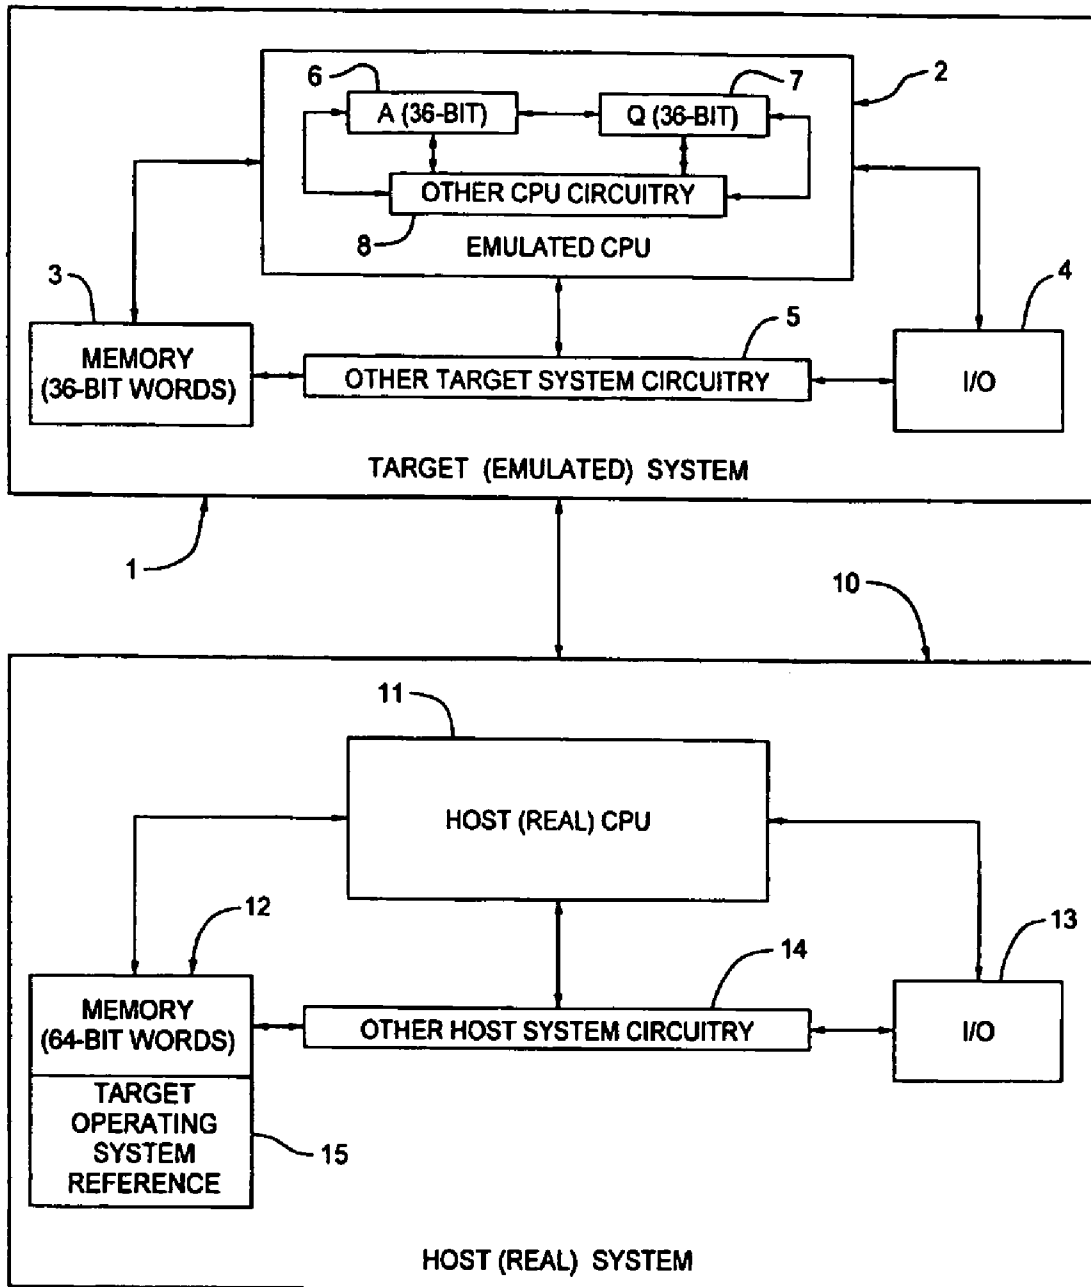 6
7
2
A (36-BIT)
Q (36-BIT)
OTHER CPU CIRCUITRY
8
EMULATED CPU
3
4
5
MEMORY
(36-BIT WORDS)
OTHER TARGET SYSTEM CIRCUITRY
I/O
TARGET (EMULATED) SYSTEM
1
10
11
HOST (REAL) CPU
12
13
14
MEMORY
(64-BIT WORDS)
OTHER HOST SYSTEM CIRCUITRY
I/O
TARGET
OPERATING
SYSTEM
REFERENCE
15
HOST (REAL) SYSTEM